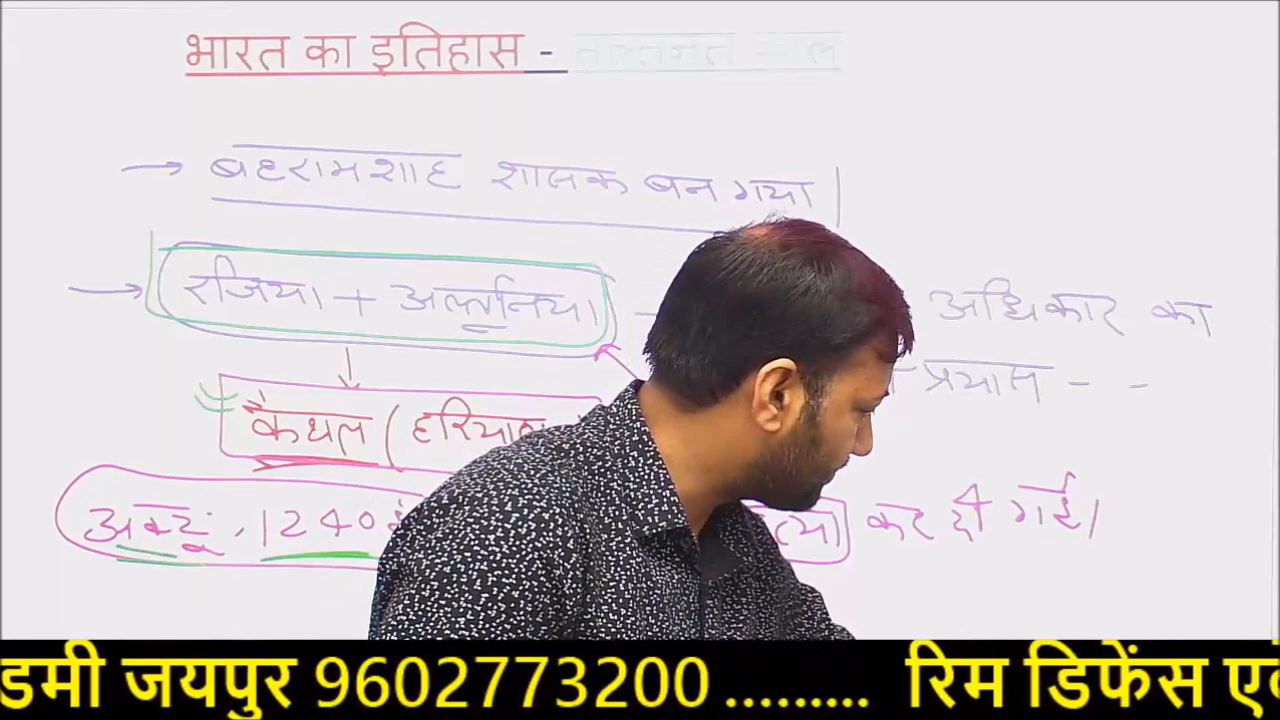 भारत का इतिहास -
→ बहरामशाह शासक बन गया |
→ रजिया + अल्तूनिया - अधिकार का
प्रयास - -
कैथल ( हरिया
अक्टू. 1240 त्या कर दी गई।
डमी जयपुर 9602773200 ......... रिम डिफेंस एवं